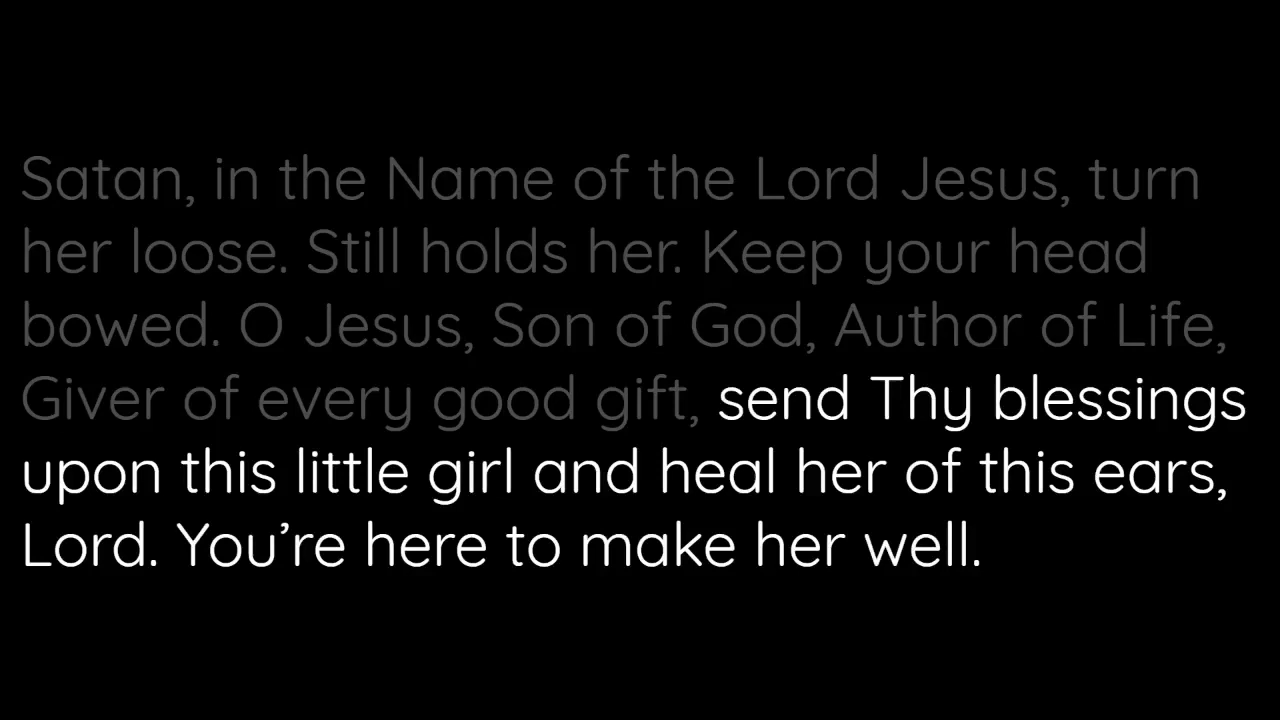 Satan, in the Name of the Lord Jesus, turn
her loose. Still holds her. Keep your head
bowed. O Jesus, Son of God, Author of Life,
Giver of every good gift, send Thy blessings
upon this little girl and heal her of this ears,
Lord. You’re here to make her well.